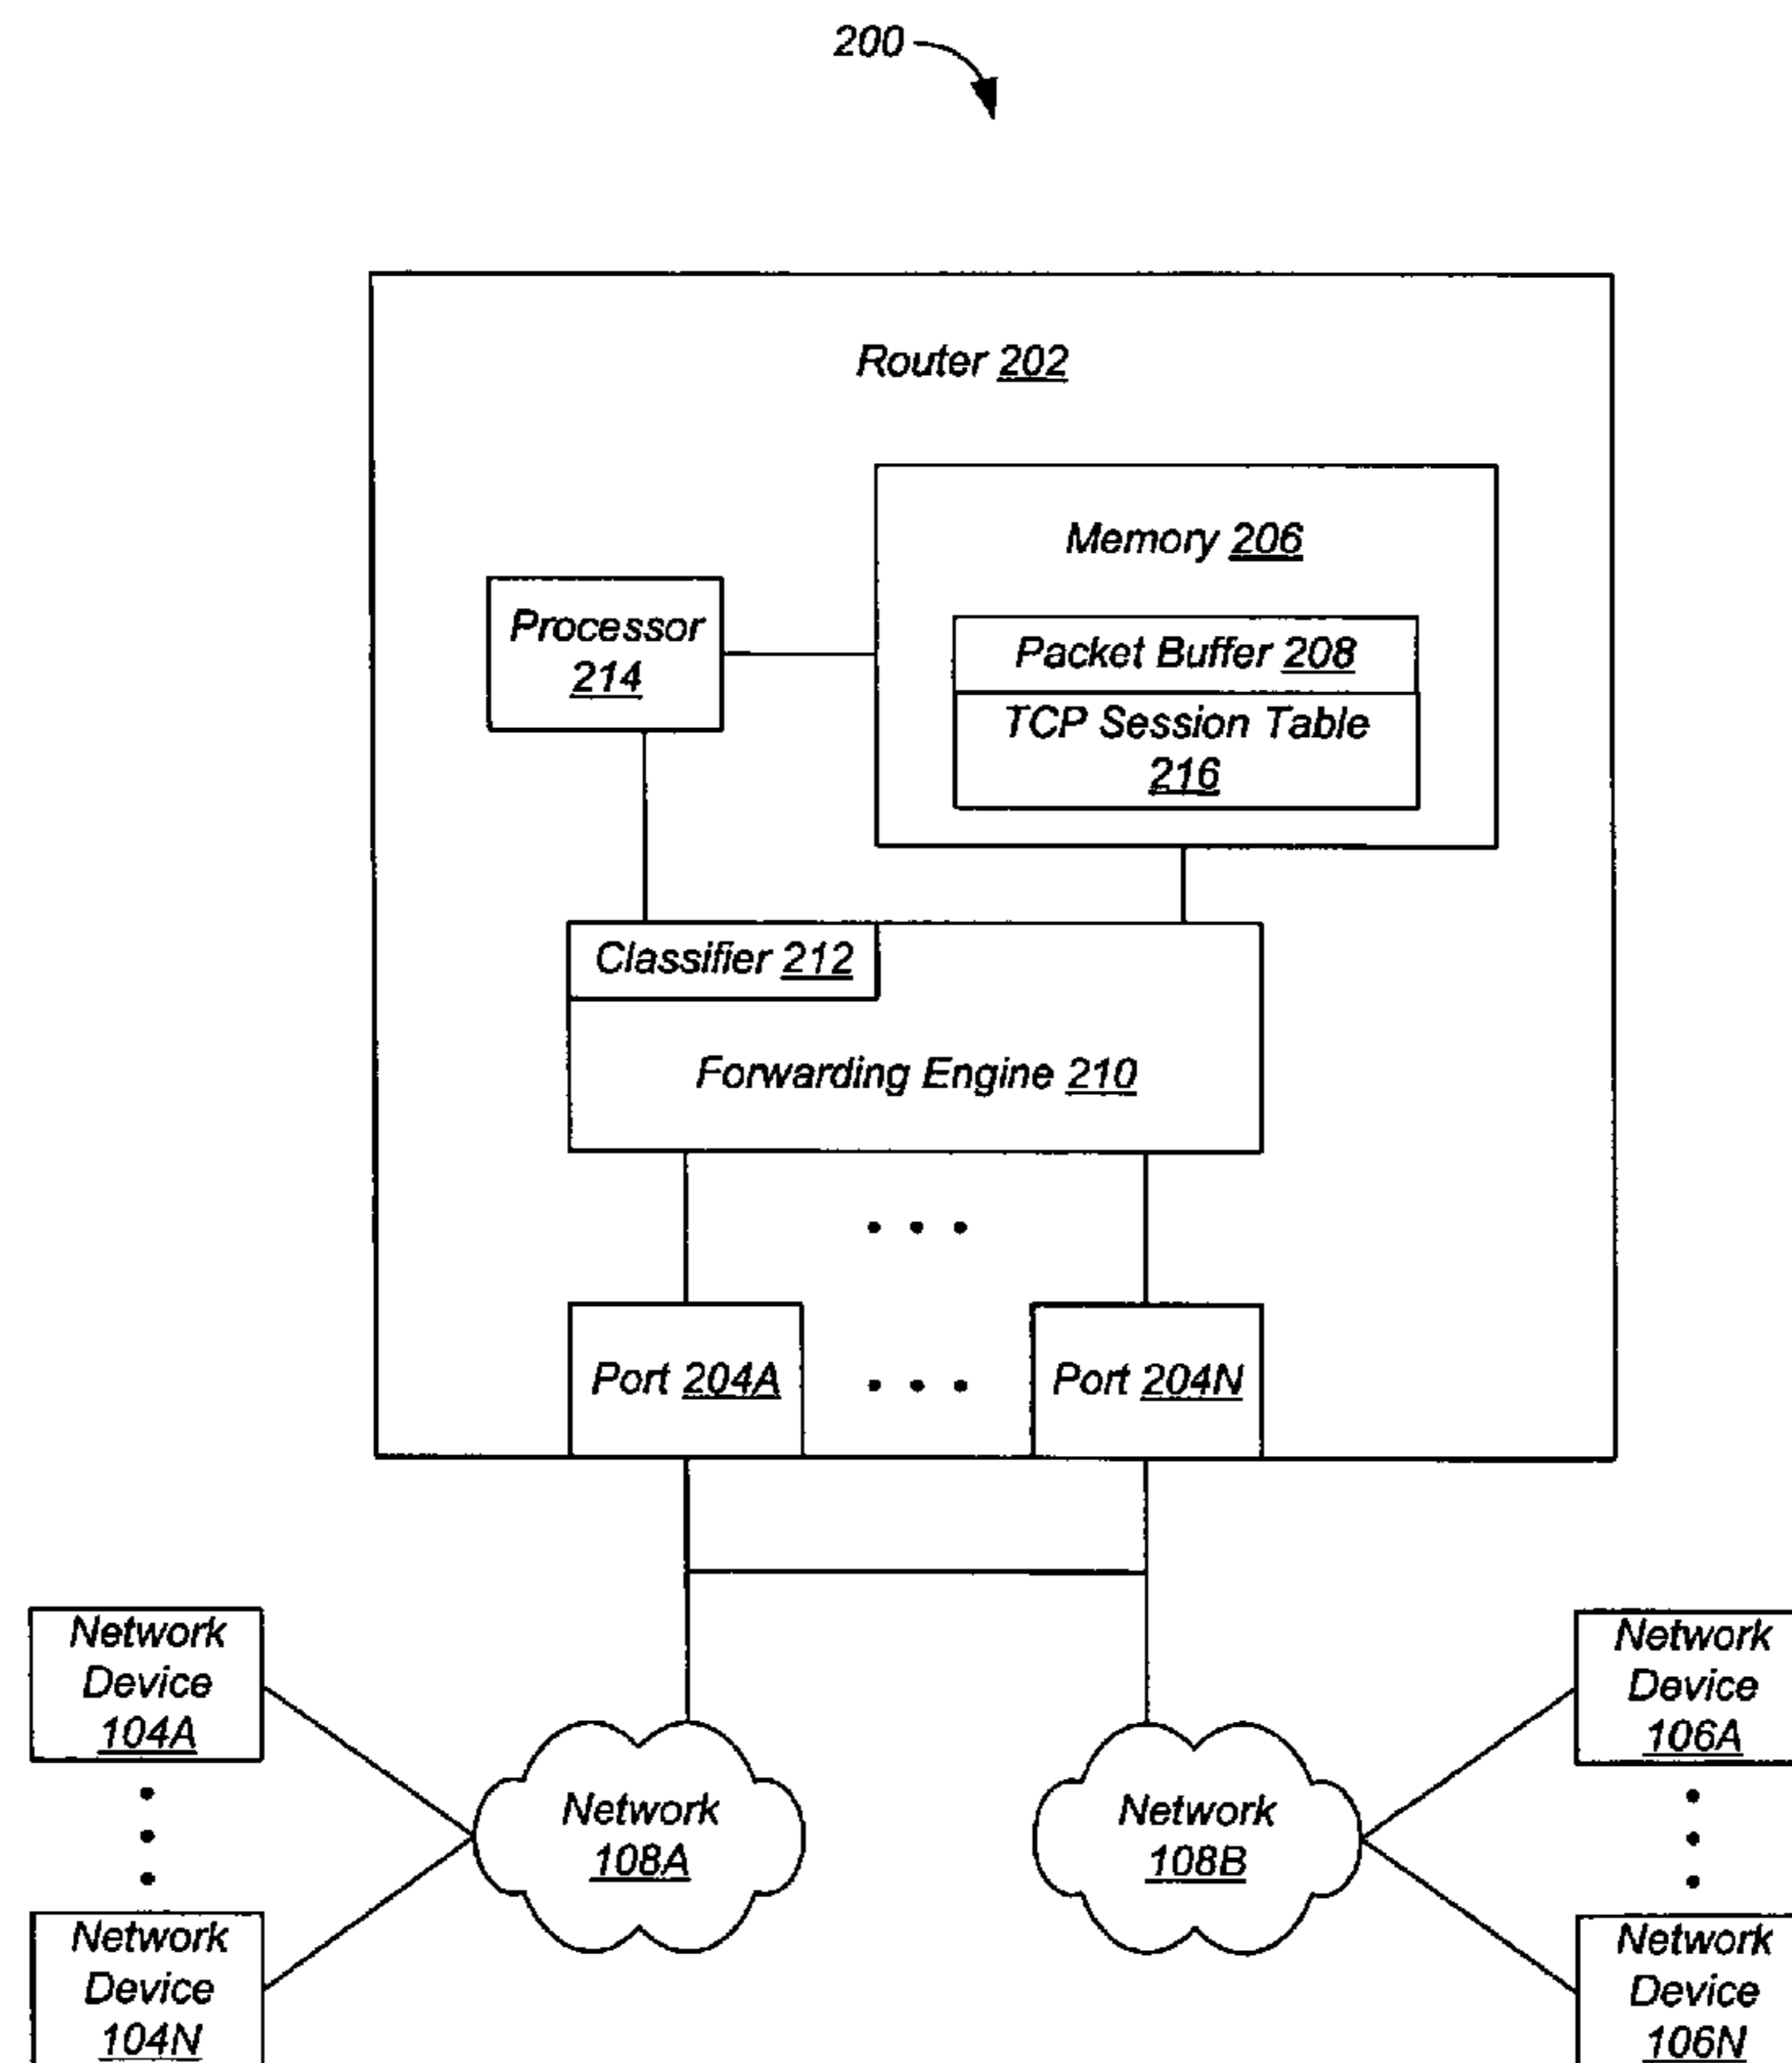 200
Router 202
Memory 206
Processor
214
Packet Buffer 208
TCP Session Table
216
Classifier 212
Forwarding Engine 210
Port 204A
Port 204N
Network
Device
104A
Network
Device
106A
Network
108A
Network
108B
Network
Device
104N
Network
Device
106N